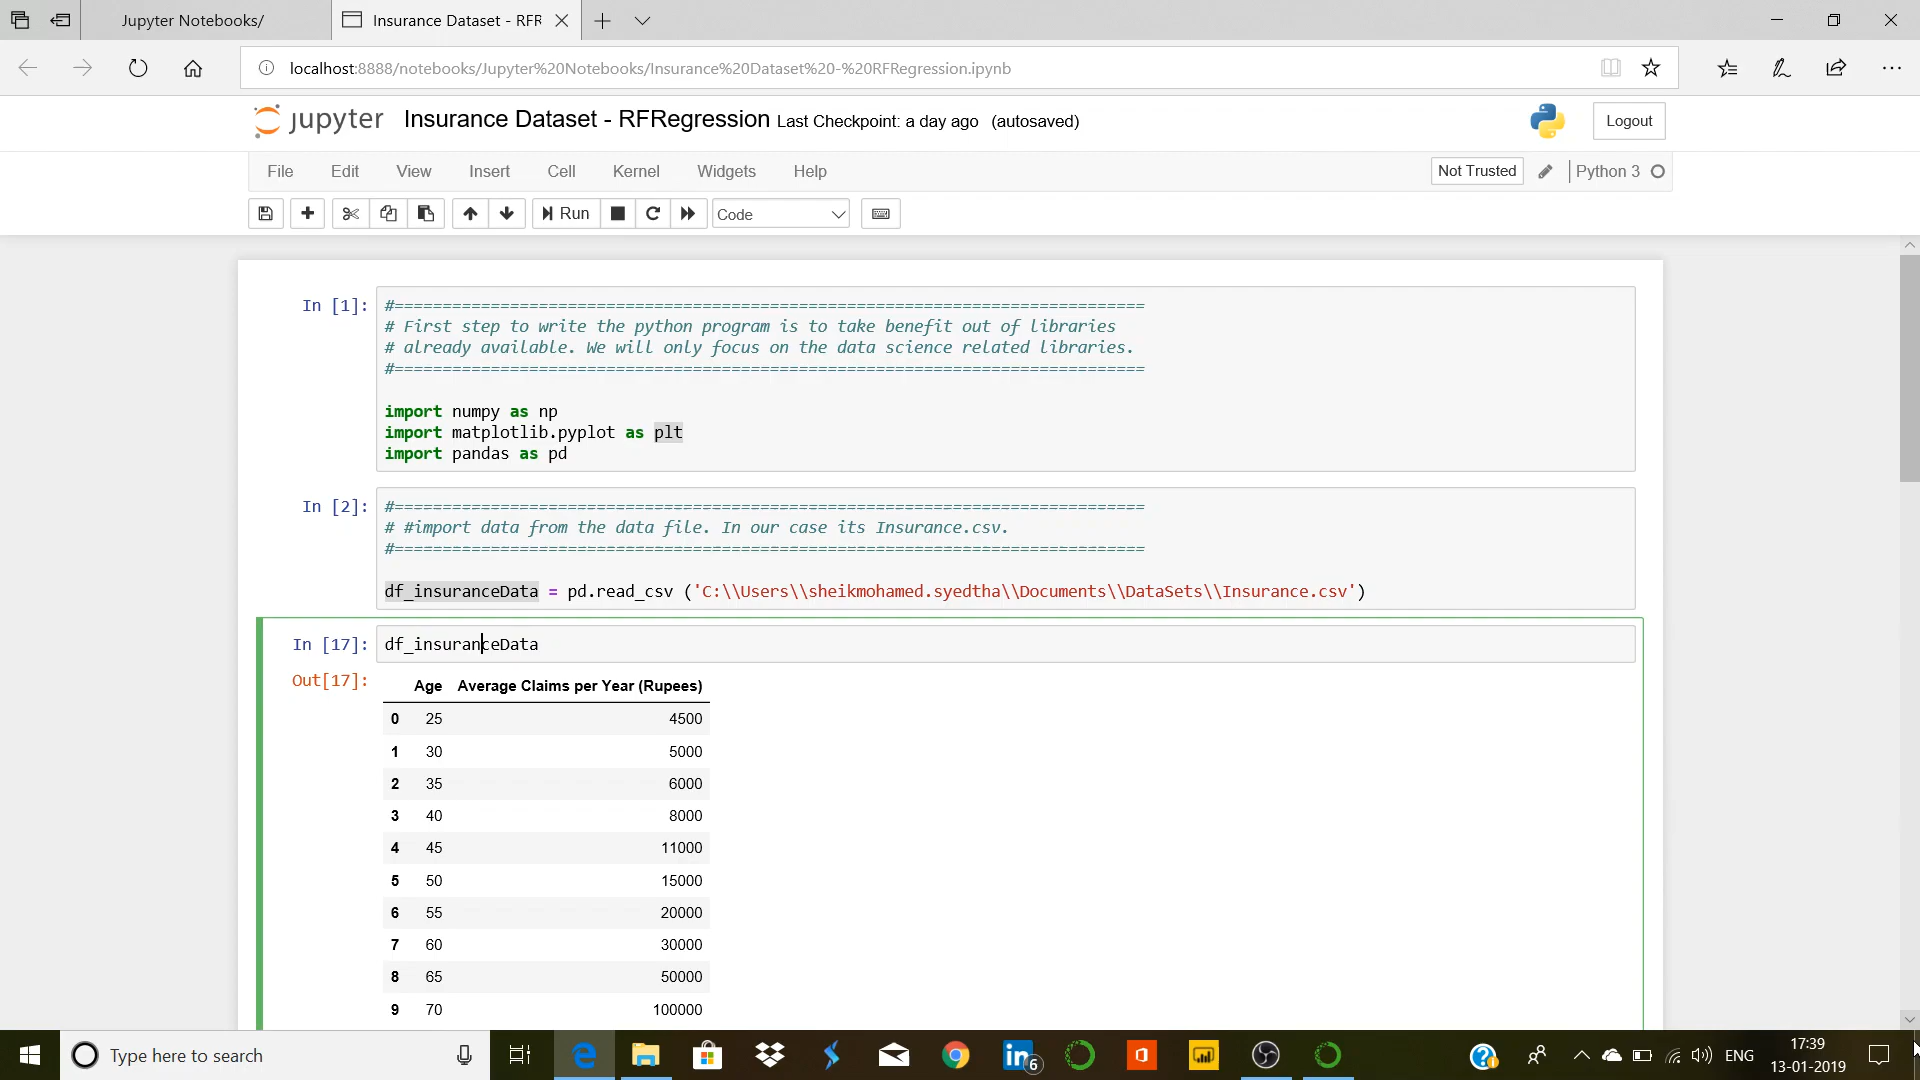 Jupyter Notebooks/
Insurance Dataset - RFR
localhost:8888/notebooks/Jupyter%20Notebooks/Insurance%20Dataset%20-%20RFRegression.ipynb
jupyter Insurance Dataset - RFRegression Last Checkpoint: a day ago (autosaved)
Logout
File Edit View Insert Cell Kernel Widgets Help
Not Trusted
Python 3
Run
Code
In [1]: #==============================================================================
# First step to write the python program is to take benefit out of libraries
# already available. We will only focus on the data science related libraries.
#==============================================================================
import numpy as np
import matplotlib.pyplot as plt
import pandas as pd
In [2]: #==============================================================================
# #import data from the data file. In our case its Insurance.csv.
#==============================================================================
df_insuranceData = pd.read_csv ('C:\\Users\\sheikmohamed.syedtha\\Documents\\DataSets\\Insurance.csv')
In [17]: df_insuranceData
Out[17]:
Age Average Claims per Year (Rupees)
0 25 4500
1 30 5000
2 35 6000
3 40 8000
4 45 11000
5 50 15000
6 55 20000
7 60 30000
8 65 50000
9 70 100000
Type here to search
in
6
ENG
17:39
13-01-2019